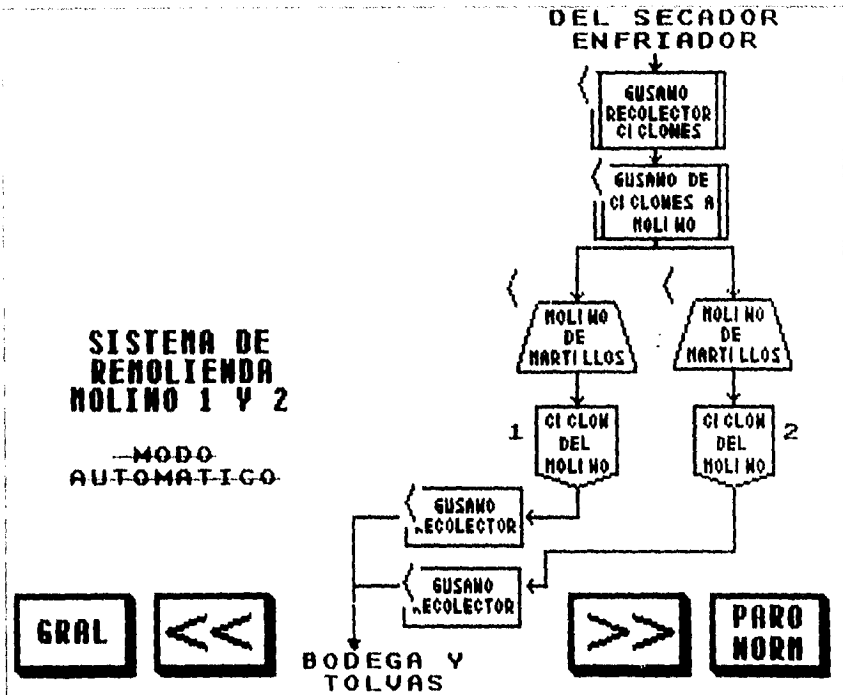 DEL SECADOR
ENFRIADOR
GUSANO
RECOLECTOR
CICLONES
GUSANO DE
CICLONES A
MOLINO
MOLINO
DE
MARTILLOS
MOLINO
DE
MARTILLOS
SISTEMA DE
REMOLIENDA
MOLINO 1 Y 2
MODO
AUTOMATICO
1
CICLON
DEL
MOLINO
CICLON
DEL
MOLINO
2
GUSANO
RECOLECTOR
GUSANO
RECOLECTOR
GRAL
<<
BODEGA Y
TOLVAS
>>
PARO
NORM